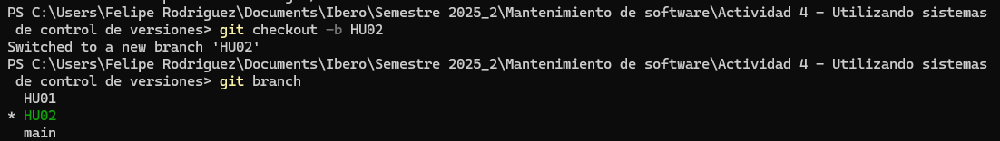 PS C:\Users\Felipe Rodriguez\Documents\Ibero\Semestre 2025_2\Mantenimiento de software\Actividad 4 - Utilizando sistemas
 de control de versiones> git checkout -b HU02
Switched to a new branch 'HU02'
PS C:\Users\Felipe Rodriguez\Documents\Ibero\Semestre 2025_2\Mantenimiento de software\Actividad 4 - Utilizando sistemas
 de control de versiones> git branch
  HU01
* HU02
  main